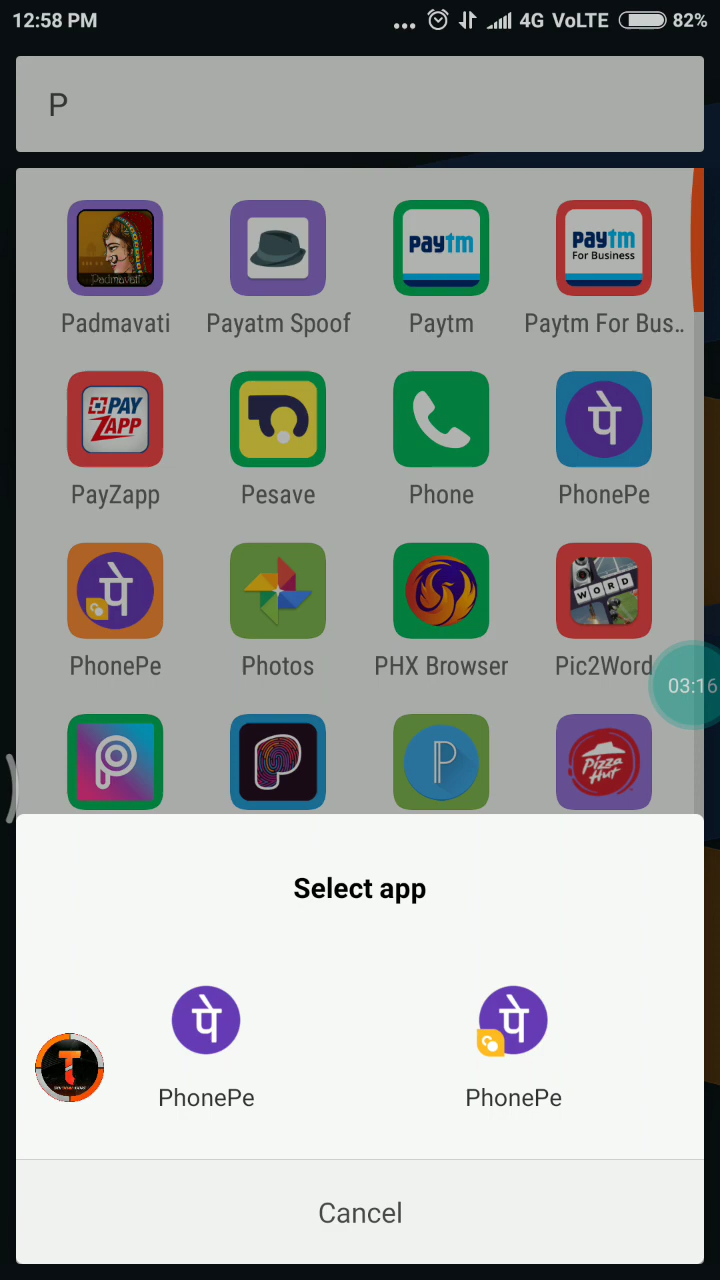 12:58 PM
... 4G VoLTE 82%
P
Padmavati
paytm
paytm
For Business
Padmavati Payatm Spoof Paytm Paytm For Bus..
PAY
ZAPP
पे
PayZapp Pesave Phone PhonePe
पे
WORD
PhonePe Photos PHX Browser Pic2Word
03:16
P
Pizza
Hut
Select app
पे पे
T
PhonePe PhonePe
Cancel